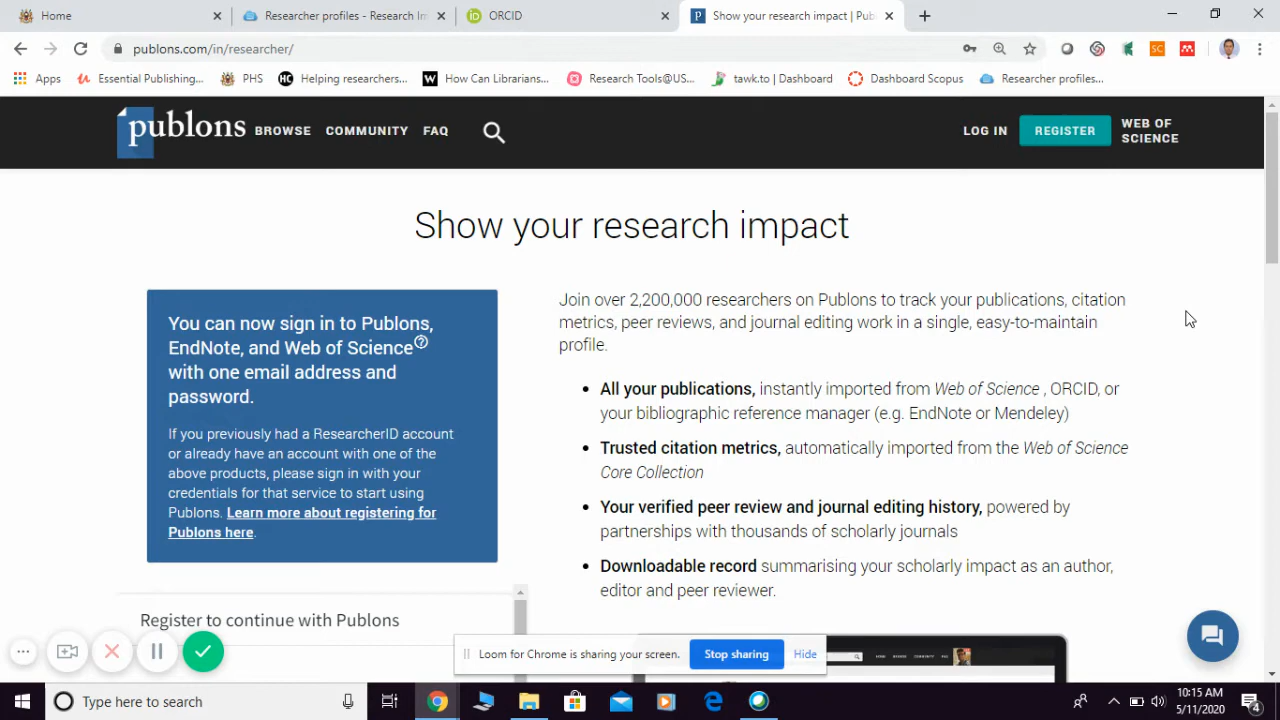 Home
Researcher profiles - Research Im
ORCID
Show your research impact | Pub
publons.com/in/researcher/
Apps
Essential Publishing...
PHS
Helping researchers...
How Can Librarians...
Research Tools@US...
tawk.to | Dashboard
Dashboard Scopus
Researcher profiles...
publons
BROWSE
COMMUNITY
FAQ
LOG IN
REGISTER
WEB OF
SCIENCE
Show your research impact
You can now sign in to Publons,
EndNote, and Web of Science?
with one email address and
password.
If you previously had a ResearcherID account
or already have an account with one of the
above products, please sign in with your
credentials for that service to start using
Publons. Learn more about registering for
Publons here.
Register to continue with Publons
Join over 2,200,000 researchers on Publons to track your publications, citation
metrics, peer reviews, and journal editing work in a single, easy-to-maintain
profile.
• All your publications, instantly imported from Web of Science , ORCID, or
your bibliographic reference manager (e.g. EndNote or Mendeley)
• Trusted citation metrics, automatically imported from the Web of Science
Core Collection
• Your verified peer review and journal editing history, powered by
partnerships with thousands of scholarly journals
• Downloadable record summarising your scholarly impact as an author,
editor and peer reviewer.
Loom for Chrome is sharing your screen.
Stop sharing
Hide
Type here to search
10:15 AM
5/11/2020
4